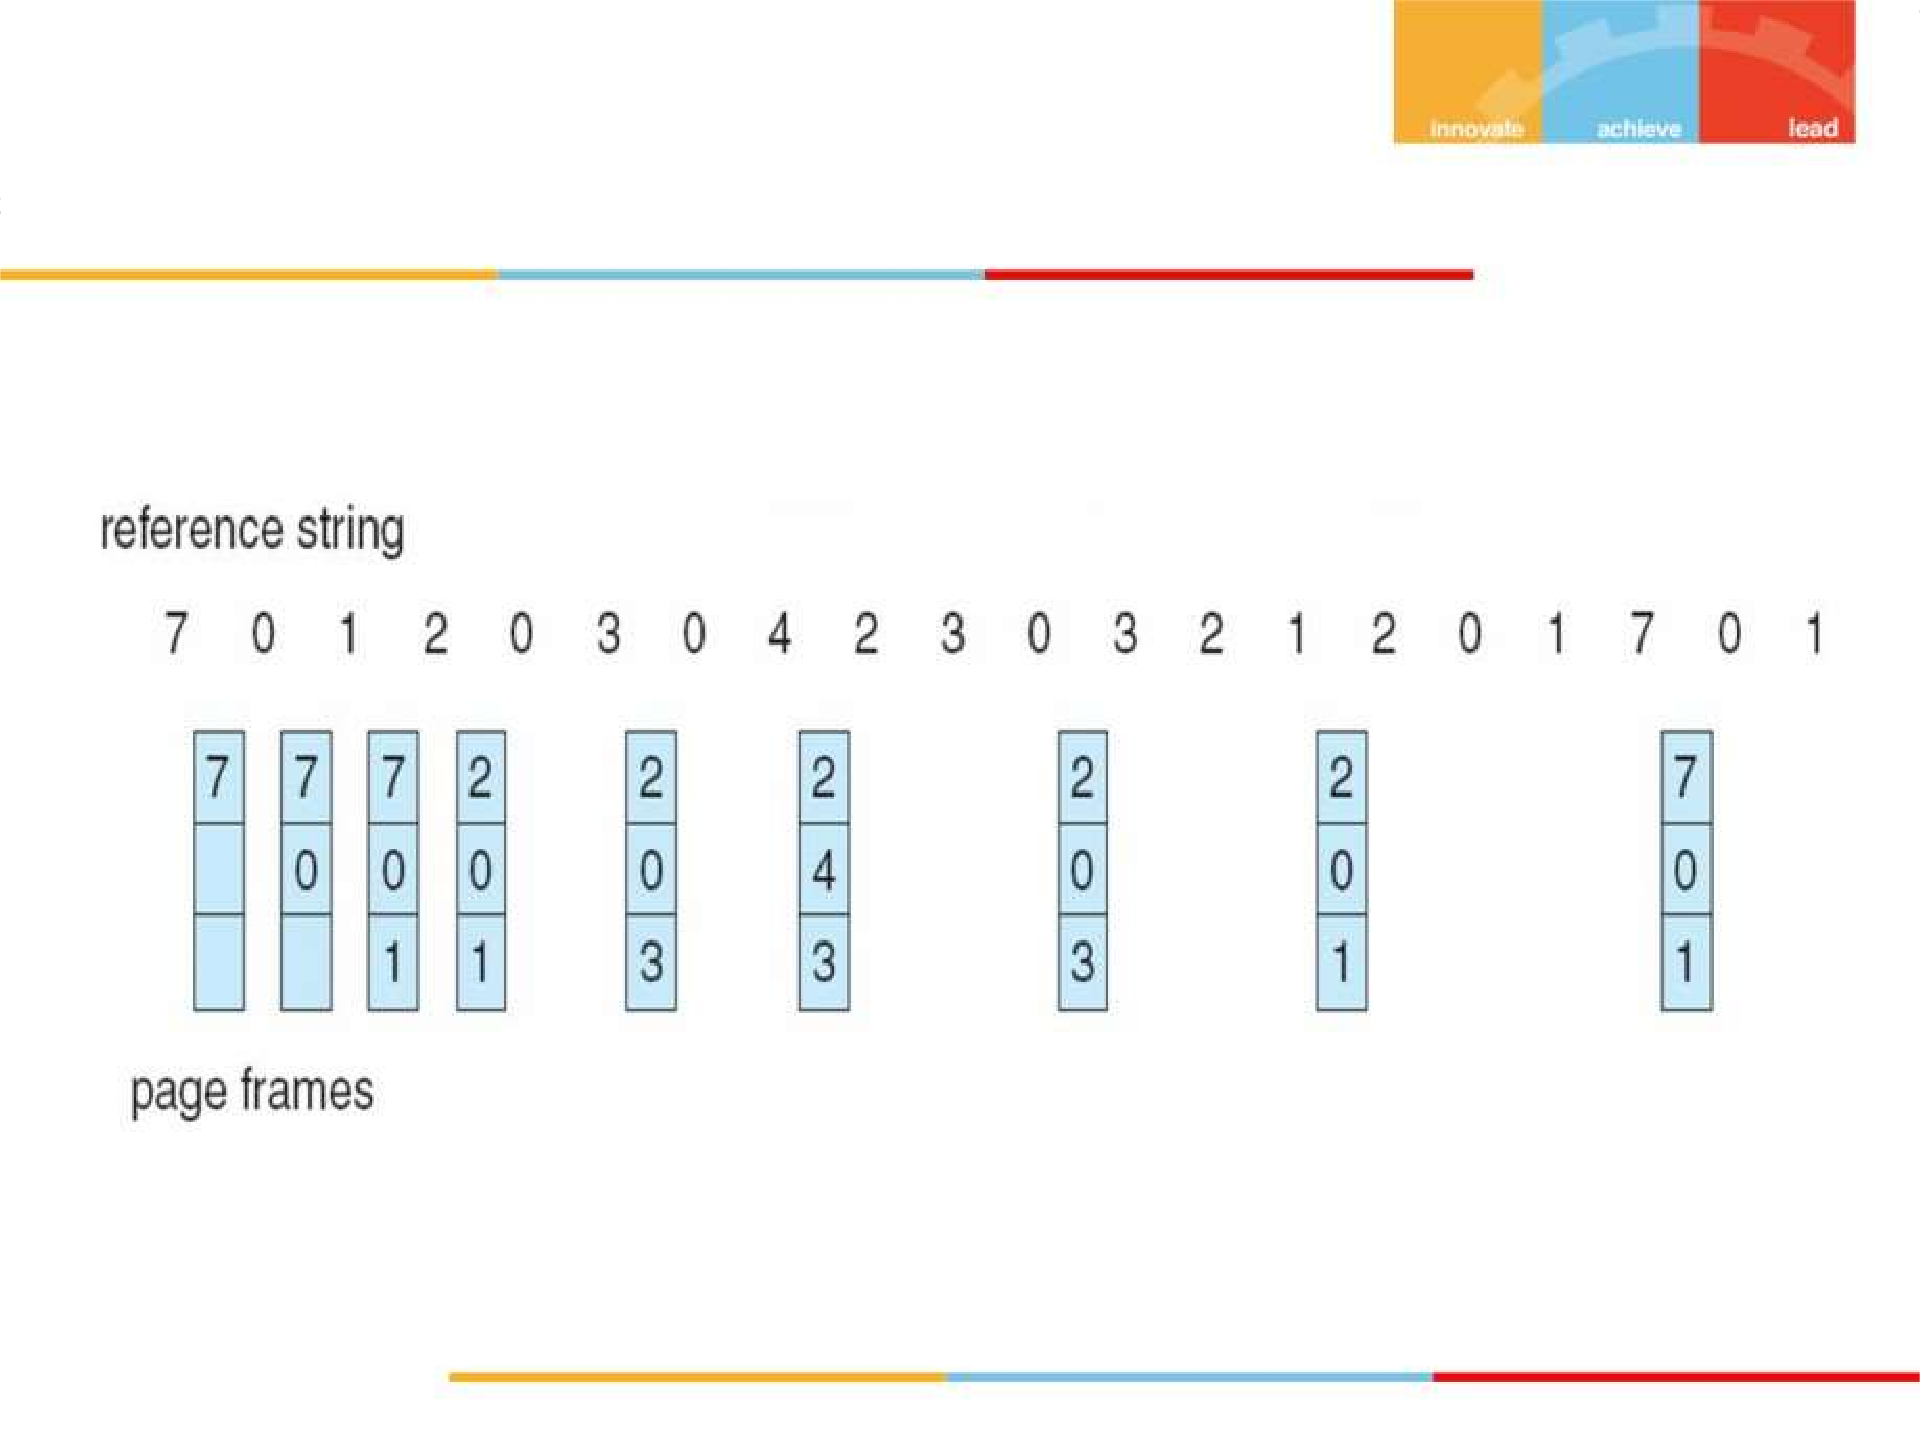 innovate achieve lead
reference string
7 0 1 2 0 3 0 4 2 3 0 3 2 1 2 0 1 7 0 1
7 7 7 2 2 2 2 2 7
0 0 0 0 4 0 0 0
1 1 3 3 3 1 1
page frames